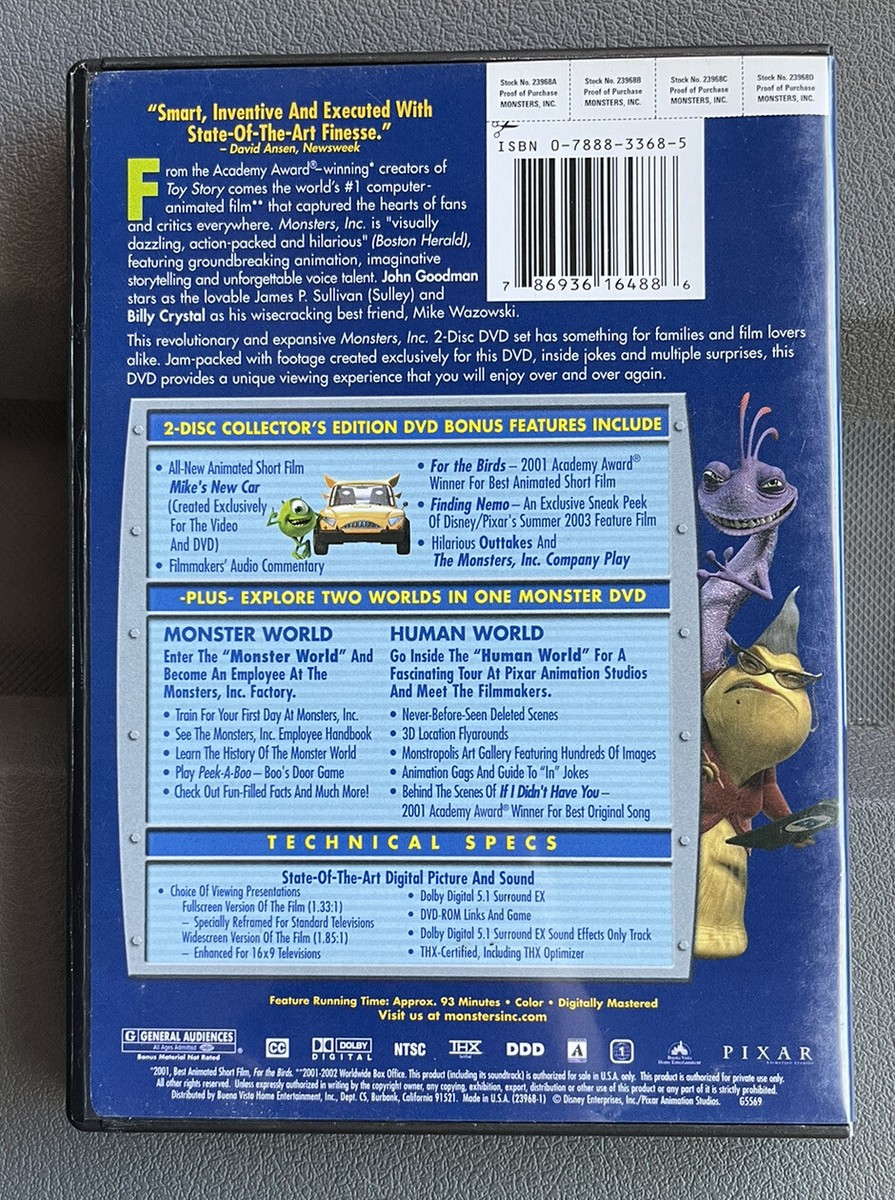 Stock No. 23968A
Proof of Purchase
MONSTERS, INC.
Stock No. 23968B
Proof of Purchase
MONSTERS, INC.
Stock No. 23968C
Proof of Purchase
MONSTERS, INC.
Stock No. 23968D
Proof of Purchase
MONSTERS, INC.
"Smart, Inventive And Executed With
State-Of-The-Art Finesse."
– David Ansen, Newsweek
ISBN 0-7888-3368-5
7 86936 16488 6
From the Academy Award®-winning* creators of
Toy Story comes the world's #1 computer-
animated film** that captured the hearts of fans
and critics everywhere. Monsters, Inc. is "visually
dazzling, action-packed and hilarious" (Boston Herald),
featuring groundbreaking animation, imaginative
storytelling and unforgettable voice talent. John Goodman
stars as the lovable James P. Sullivan (Sulley) and
Billy Crystal as his wisecracking best friend, Mike Wazowski.
This revolutionary and expansive Monsters, Inc. 2-Disc DVD set has something for families and film lovers
alike. Jam-packed with footage created exclusively for this DVD, inside jokes and multiple surprises, this
DVD provides a unique viewing experience that you will enjoy over and over again.
2-DISC COLLECTOR'S EDITION DVD BONUS FEATURES INCLUDE
• All-New Animated Short Film
Mike's New Car
(Created Exclusively
For The Video
And DVD)
• Filmmakers' Audio Commentary
• For the Birds – 2001 Academy Award®
Winner For Best Animated Short Film
• Finding Nemo – An Exclusive Sneak Peek
Of Disney/Pixar's Summer 2003 Feature Film
• Hilarious Outtakes And
The Monsters, Inc. Company Play
-PLUS- EXPLORE TWO WORLDS IN ONE MONSTER DVD
MONSTER WORLD
Enter The "Monster World" And
Become An Employee At The
Monsters, Inc. Factory.
• Train For Your First Day At Monsters, Inc.
• See The Monsters, Inc. Employee Handbook
• Learn The History Of The Monster World
• Play Peek-A-Boo – Boo's Door Game
• Check Out Fun-Filled Facts And Much More!
HUMAN WORLD
Go Inside The "Human World" For A
Fascinating Tour At Pixar Animation Studios
And Meet The Filmmakers.
• Never-Before-Seen Deleted Scenes
• 3D Location Flyarounds
• Monstropolis Art Gallery Featuring Hundreds Of Images
• Animation Gags And Guide To "In" Jokes
• Behind The Scenes Of If I Didn't Have You –
2001 Academy Award® Winner For Best Original Song
TECHNICAL SPECS
State-Of-The-Art Digital Picture And Sound
• Choice Of Viewing Presentations
Fullscreen Version Of The Film (1.33:1)
– Specially Reframed For Standard Televisions
Widescreen Version Of The Film (1.85:1)
– Enhanced For 16x9 Televisions
• Dolby Digital 5.1 Surround EX
• DVD-ROM Links And Game
• Dolby Digital 5.1 Surround EX Sound Effects Only Track
• THX-Certified, Including THX Optimizer
Feature Running Time: Approx. 93 Minutes • Color • Digitally Mastered
Visit us at monstersinc.com
G GENERAL AUDIENCES
All Ages Admitted
®
Bonus Material Not Rated
CC
DOLBY
DIGITAL
NTSC
THX
DDD
A
1
Buena Vista
Home Entertainment
PIXAR
ANIMATION STUDIOS
*2001, Best Animated Short Film, For the Birds. **2001-2002 Worldwide Box Office. This product (including its soundtrack) is authorized for sale in U.S.A. only. This product is authorized for private use only.
All other rights reserved. Unless expressly authorized in writing by the copyright owner, any copying, exhibition, export, distribution or other use of this product or any part of it is strictly prohibited.
Distributed by Buena Vista Home Entertainment, Inc., Dept. CS, Burbank, California 91521. Made in U.S.A. (23968-1) © Disney Enterprises, Inc./Pixar Animation Studios. G5569